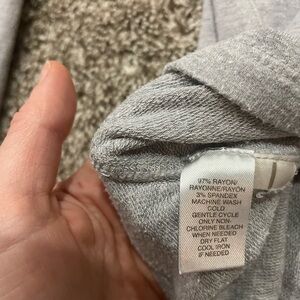 97% RAYON/
RAYONNE/RAYON
3% SPANDEX
MACHINE WASH
COLD
GENTLE CYCLE
ONLY NON-
CHLORINE BLEACH
WHEN NEEDED
DRY FLAT
COOL IRON
IF NEEDED